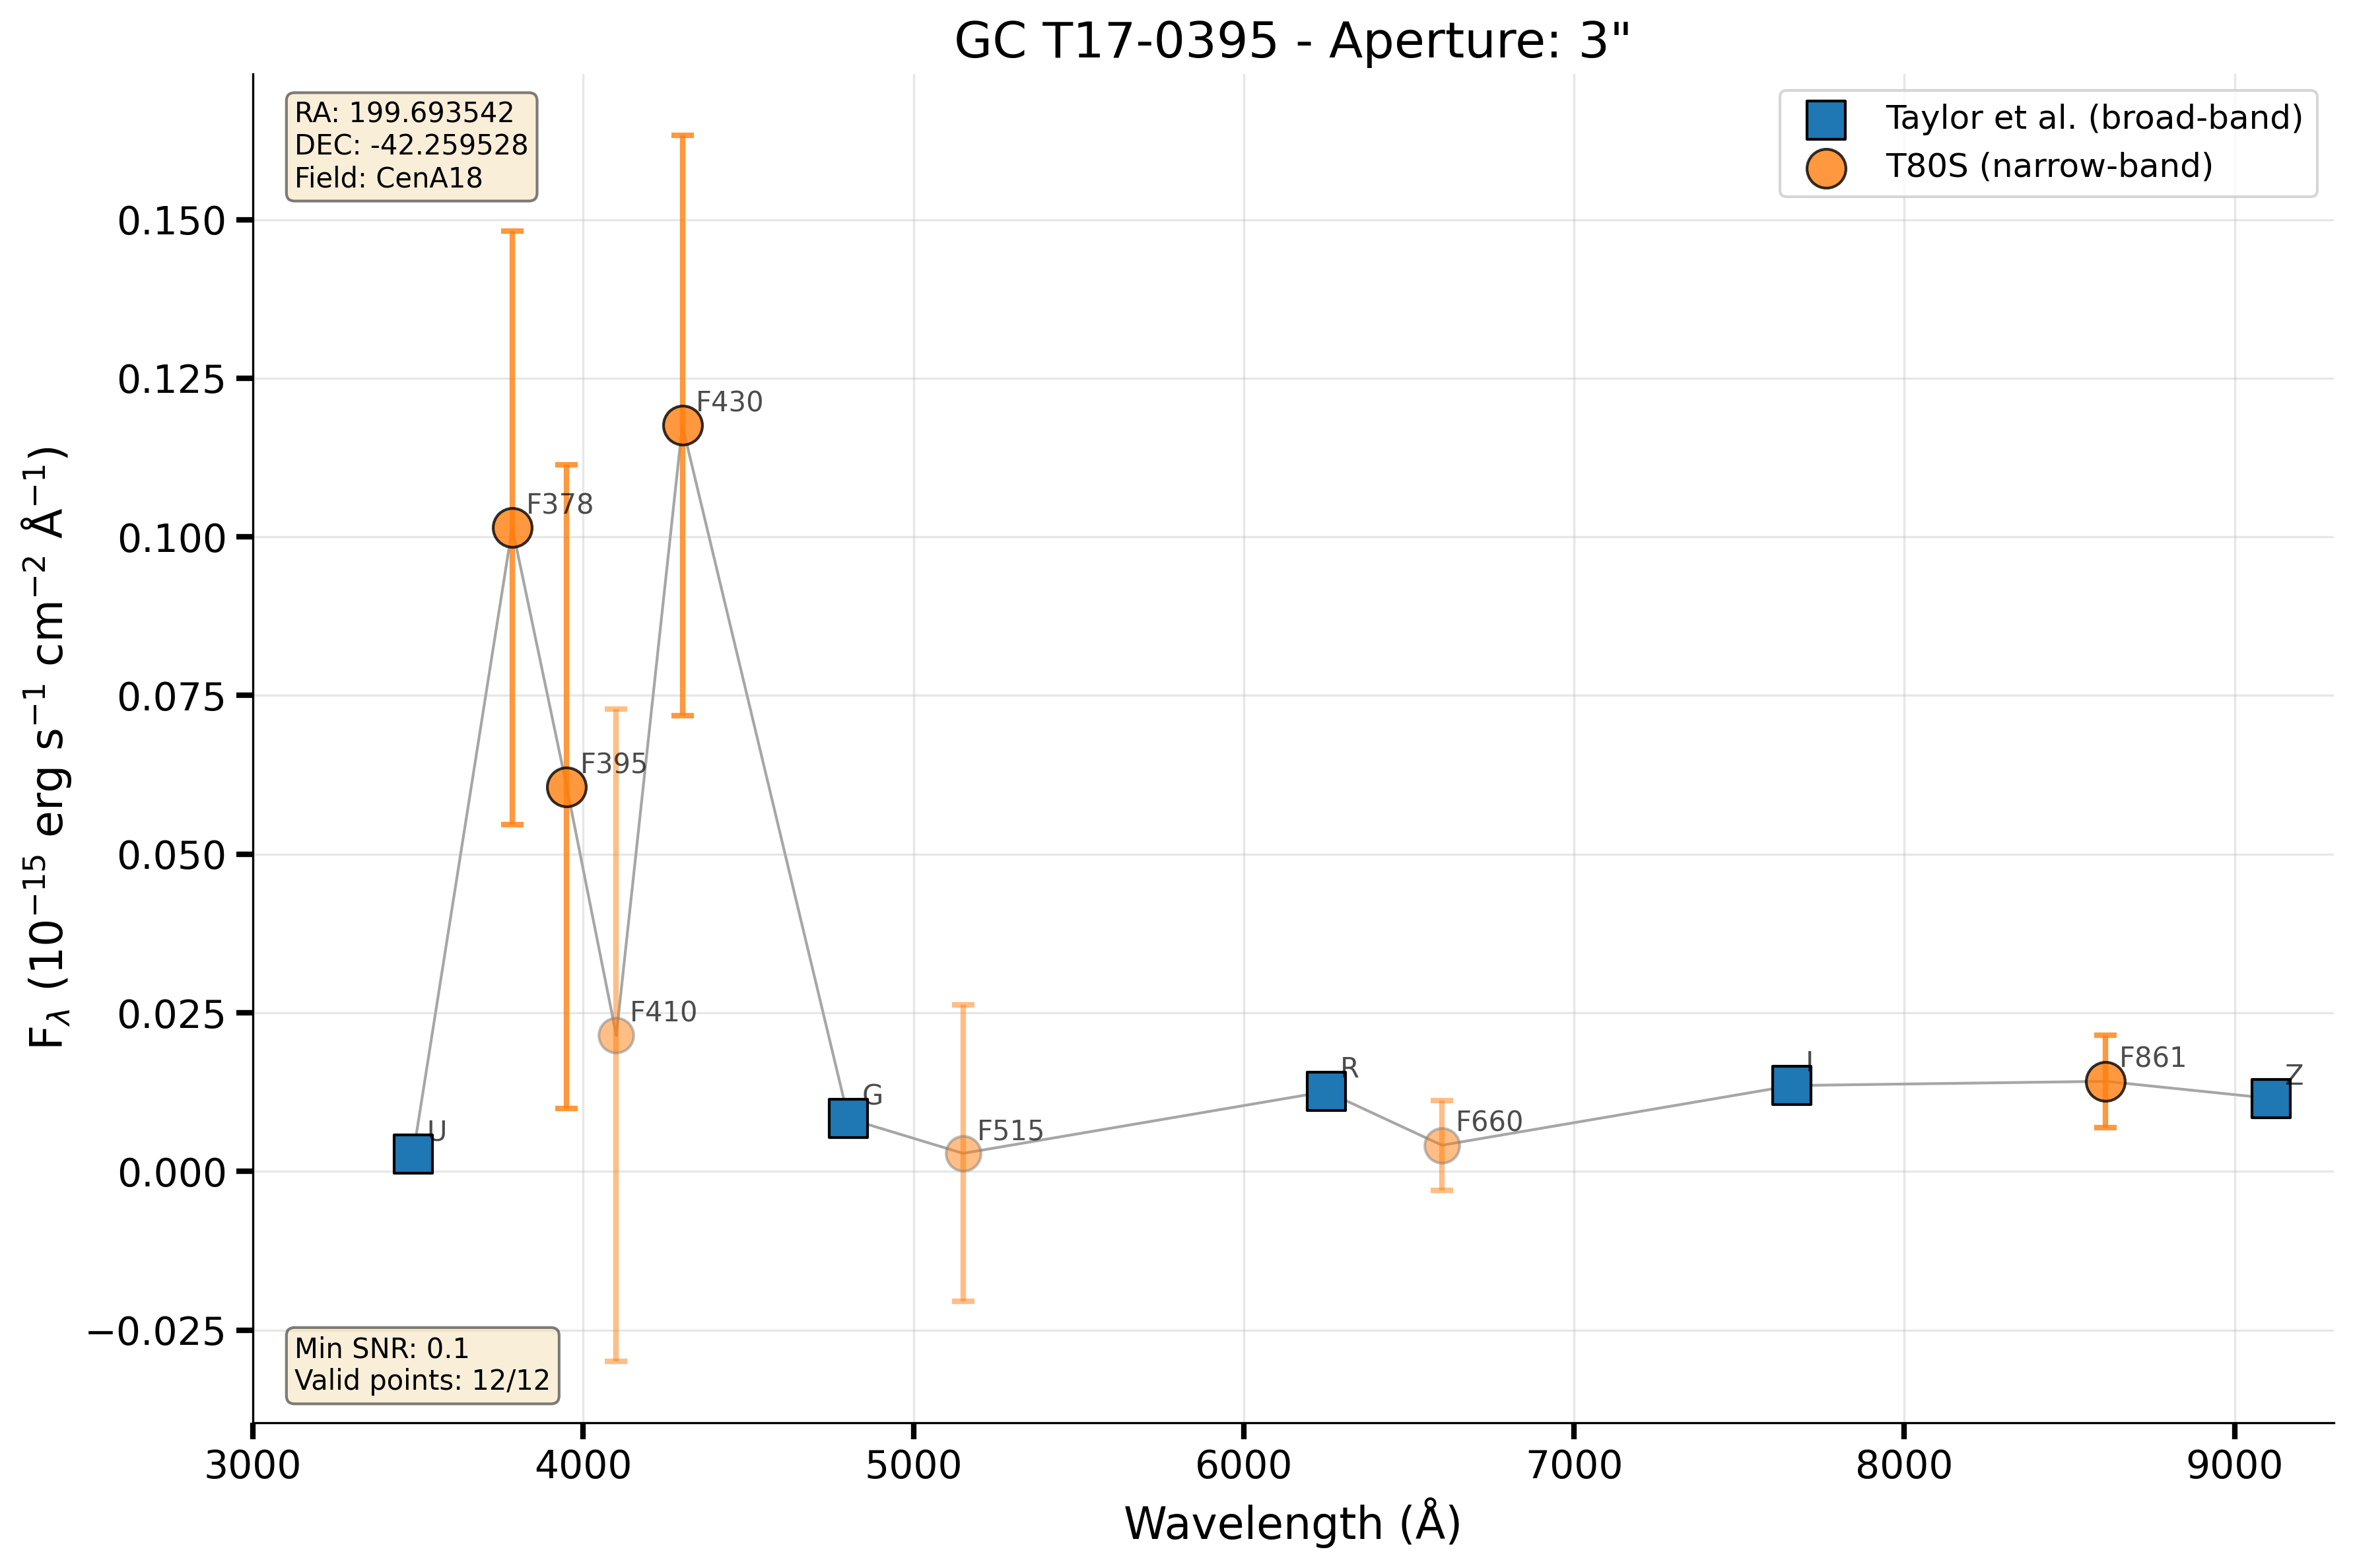 GC T17-0395 - Aperture: 3"
RA: 199.693542
DEC: -42.259528
Field: CenA18
Taylor et al. (broad-band)
T80S (narrow-band)
F$_{λ}$ (10$^{−15}$ erg s$^{−1}$ cm$^{−2}$ Å$^{−1}$)
0.150
0.125
0.100
0.075
0.050
0.025
0.000
−0.025
U
F378
F395
F410
F430
G
F515
R
F660
I
F861
Z
Min SNR: 0.1
Valid points: 12/12
3000 4000 5000 6000 7000 8000 9000
Wavelength (Å)